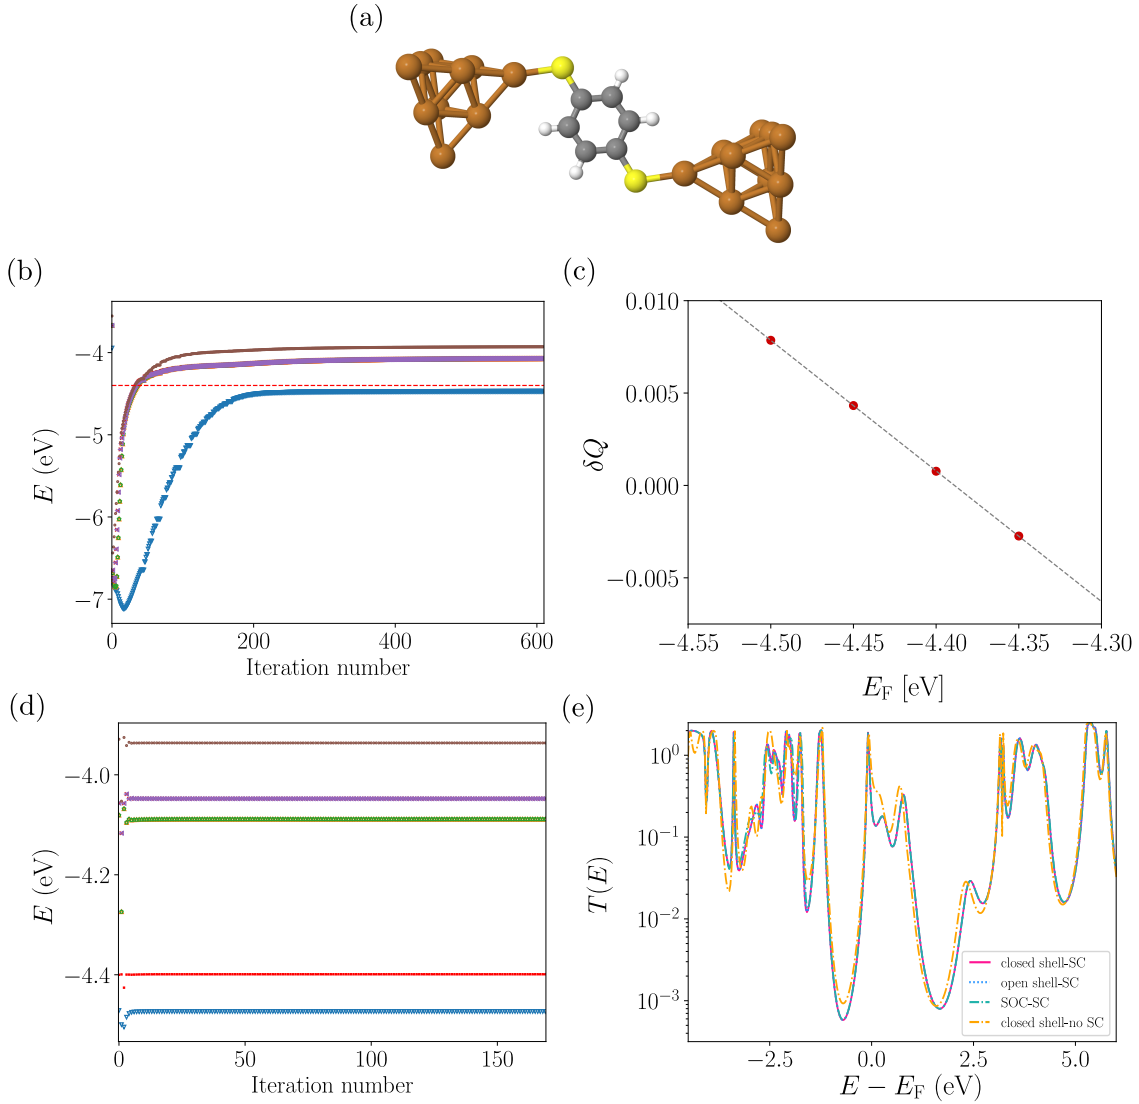 (a)
(b)
−4
−5
−6
−7
E (eV)
0
200
400
600
Iteration number
(c)
0.010
0.005
0.000
−0.005
δQ
−4.55
−4.50
−4.45
−4.40
−4.35
−4.30
E_F [eV]
(d)
−4.0
−4.2
−4.4
E (eV)
0
50
100
150
Iteration number
(e)
10^0
10^−1
10^−2
10^−3
T(E)
closed shell-SC
open shell-SC
SOC-SC
closed shell-no SC
−2.5
0.0
2.5
5.0
E − E_F (eV)